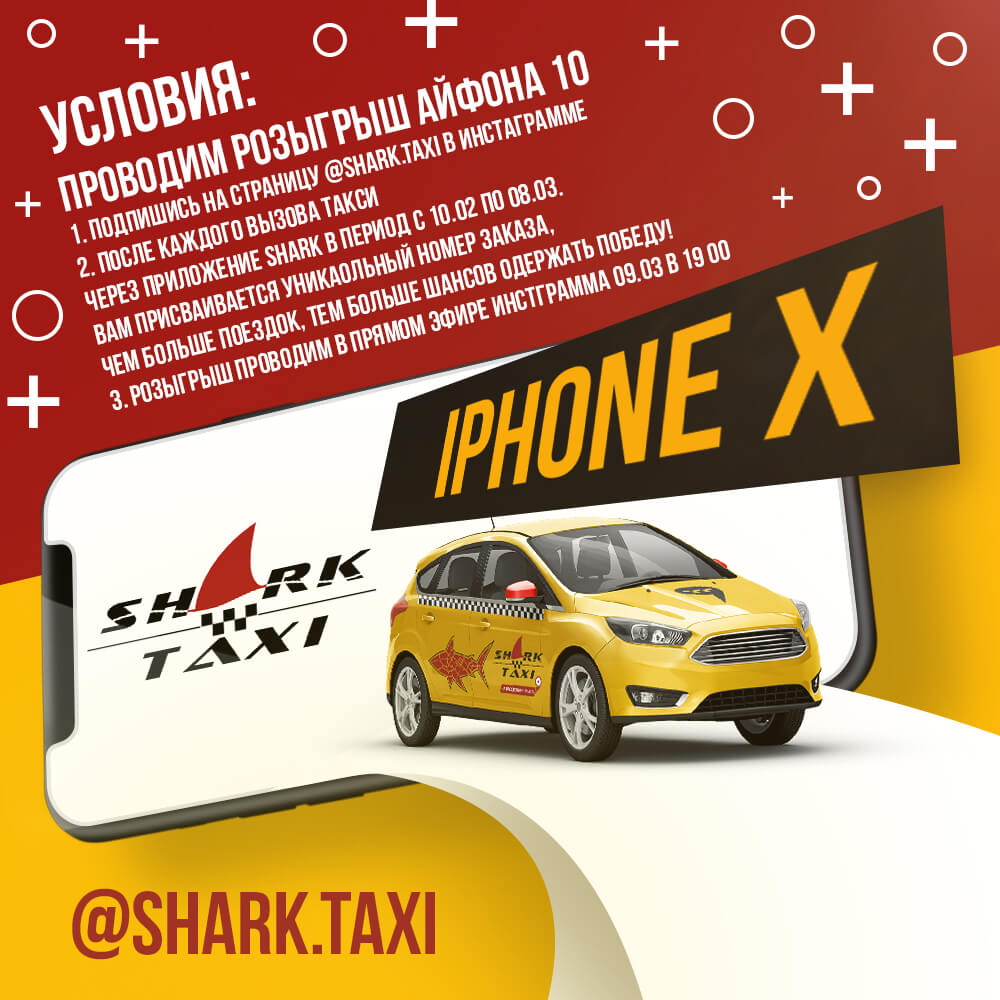 УСЛОВИЯ:
ПРОВОДИМ РОЗЫГРЫШ АЙФОНА 10
1. ПОДПИШИСЬ НА СТРАНИЦУ @SHARK.TAXI В ИНСТАГРАММЕ
2. ПОСЛЕ КАЖДОГО ВЫЗОВА ТАКСИ
ЧЕРЕЗ ПРИЛОЖЕНИЕ SHARK В ПЕРИОД С 10.02 ПО 08.03.
ВАМ ПРИСВАИВАЕТСЯ УНИКАОЛЬНЫЙ НОМЕР ЗАКАЗА,
ЧЕМ БОЛЬШЕ ПОЕЗДОК, ТЕМ БОЛЬШЕ ШАНСОВ ОДЕРЖАТЬ ПОБЕДУ!
3. РОЗЫГРЫШ ПРОВОДИМ В ПРЯМОМ ЭФИРЕ ИНСТГРАММА 09.03 В 19 00
IPHONE X
SHARK
TAXI
SHARK
TAXI
@SHARK.TAXI